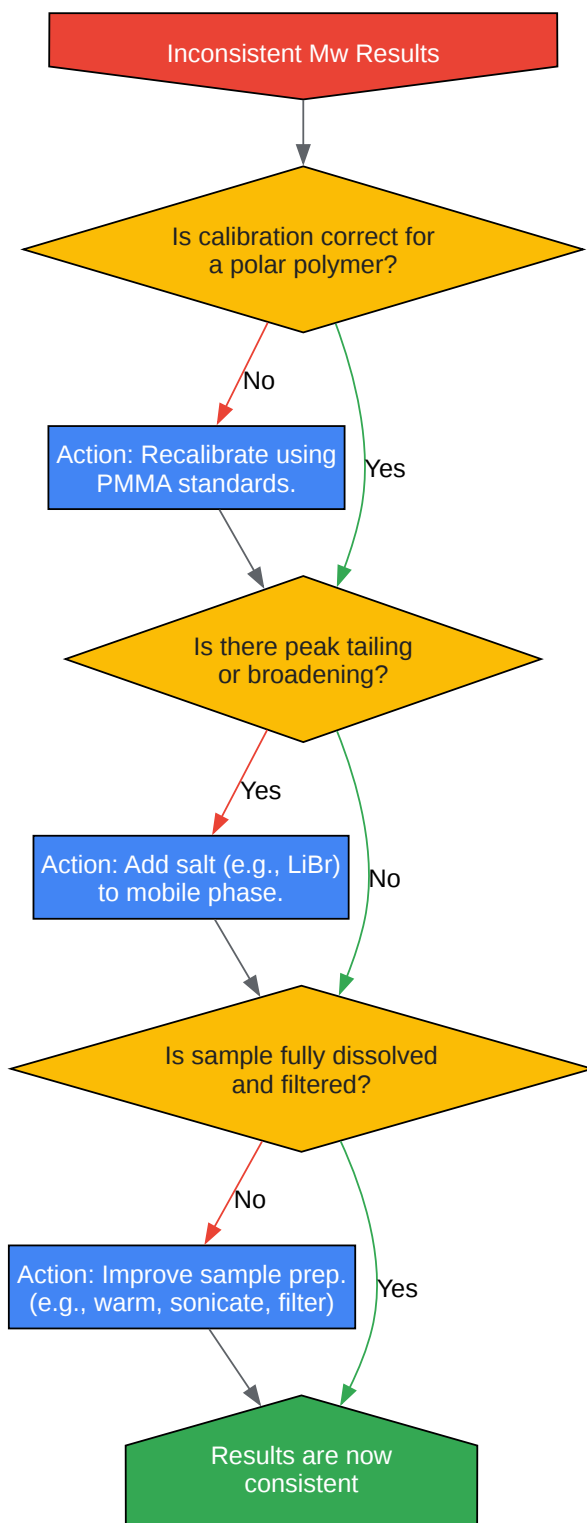 Inconsistent Mw Results
Is calibration correct for
a polar polymer?
No
Action: Recalibrate using
PMMA standards.
Yes
Is there peak tailing
or broadening?
Yes
Action: Add salt (e.g., LiBr)
to mobile phase.
No
Is sample fully dissolved
and filtered?
No
Action: Improve sample prep.
(e.g., warm, sonicate, filter)
Yes
Results are now
consistent